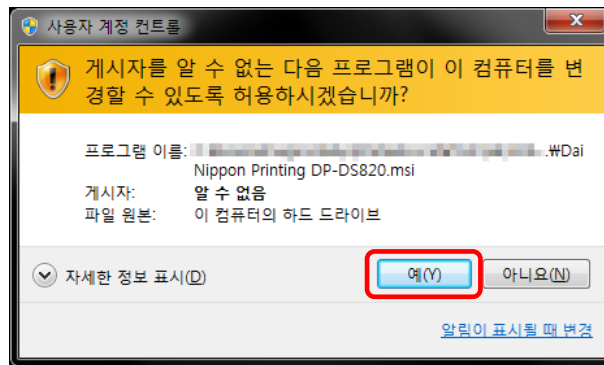 사용자 계정 컨트롤
게시자를 알 수 없는 다음 프로그램이 이 컴퓨터를 변
경할 수 있도록 허용하시겠습니까?
프로그램 이름: .₩Dai
Nippon Printing DP-DS820.msi
게시자: 알 수 없음
파일 원본: 이 컴퓨터의 하드 드라이브
자세한 정보 표시(D) 예(Y) 아니요(N)
알림이 표시될 때 변경